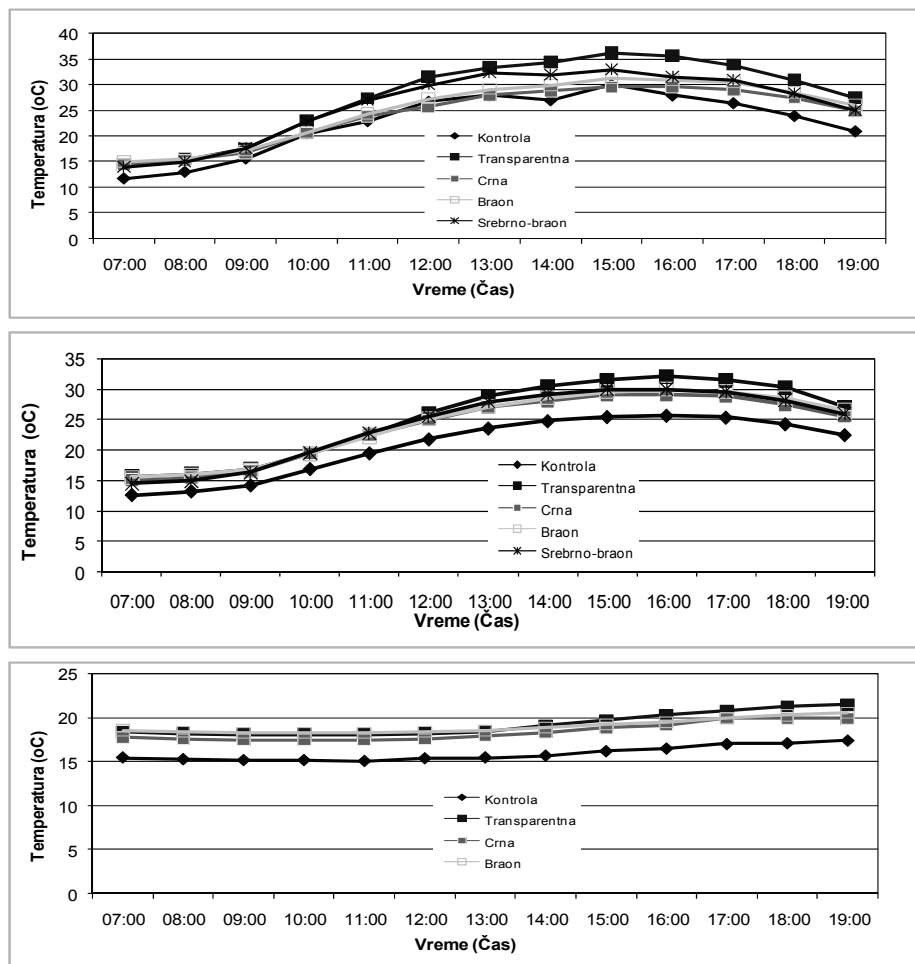 Temperatura (oC)
40
35
30
25
20
15
10
5
0
Kontrola
Transparentna
Crna
Braon
Srebrno-braon
07:00 08:00 09:00 10:00 11:00 12:00 13:00 14:00 15:00 16:00 17:00 18:00 19:00
Vreme (Čas)
Temperatura (oC)
35
30
25
20
15
10
5
0
Kontrola
Transparentna
Crna
Braon
Srebrno-braon
07:00 08:00 09:00 10:00 11:00 12:00 13:00 14:00 15:00 16:00 17:00 18:00 19:00
Vreme (Čas)
Temperatura (oC)
25
20
15
10
5
0
Kontrola
Transparentna
Crna
Braon
07:00 08:00 09:00 10:00 11:00 12:00 13:00 14:00 15:00 16:00 17:00 18:00 19:00
Vreme (Čas)